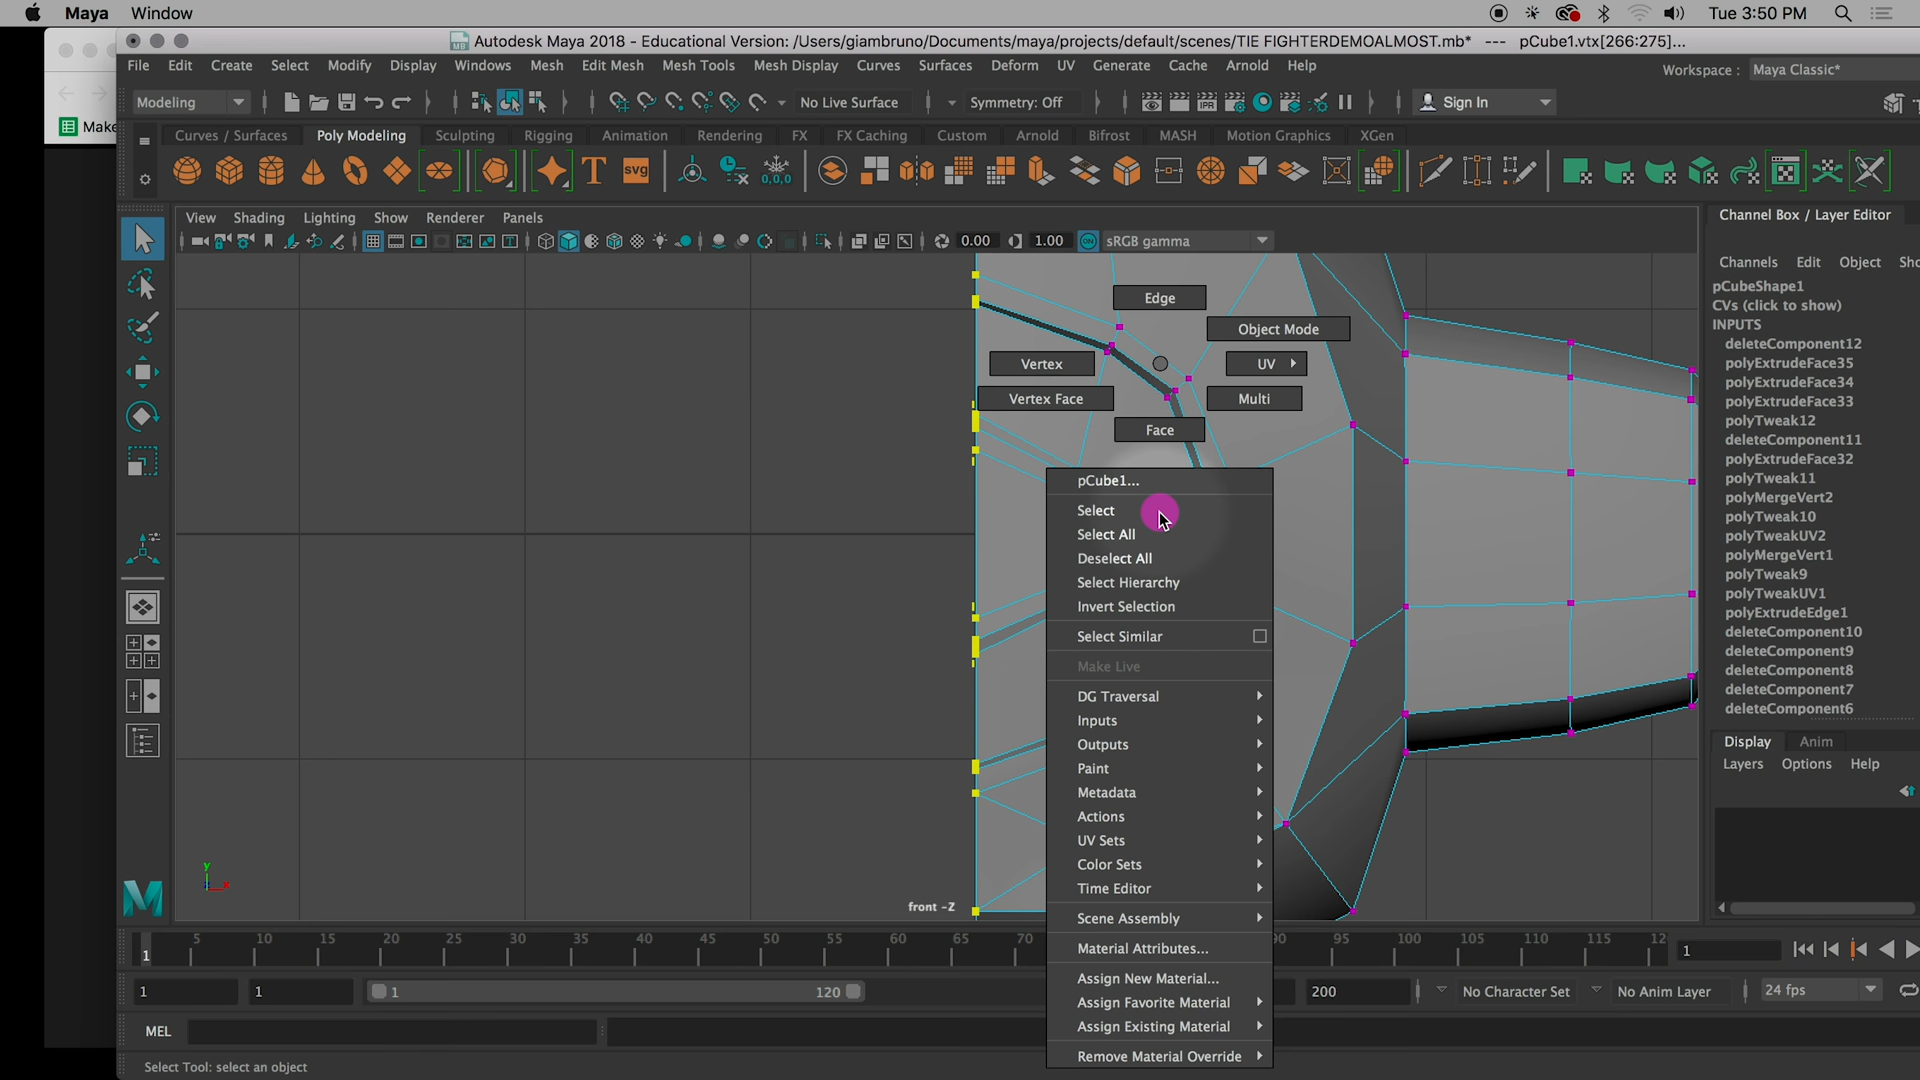 Maya Window
Tue 3:50 PM
Autodesk Maya 2018 - Educational Version: /Users/giambruno/Documents/maya/projects/default/scenes/TIE FIGHTERDEMOALMOST.mb* --- pCube1.vtx[266:275]...
File Edit Create Select Modify Display Windows Mesh Edit Mesh Mesh Tools Mesh Display Curves Surfaces Deform UV Generate Cache Arnold Help
Workspace : Maya Classic*
Modeling
No Live Surface
Symmetry: Off
IPR
Sign In
Make
Curves / Surfaces Poly Modeling Sculpting Rigging Animation Rendering FX FX Caching Custom Arnold Bifrost MASH Motion Graphics XGen
T
SVG
0,0,0
View Shading Lighting Show Renderer Panels
0.00
1.00
ON
sRGB gamma
Channel Box / Layer Editor
Channels Edit Object Sho
pCubeShape1
CVs (click to show)
INPUTS
deleteComponent12
polyExtrudeFace35
polyExtrudeFace34
polyExtrudeFace33
polyTweak12
deleteComponent11
polyExtrudeFace32
polyTweak11
polyMergeVert2
polyTweak10
polyTweakUV2
polyMergeVert1
polyTweak9
polyTweakUV1
polyExtrudeEdge1
deleteComponent10
deleteComponent9
deleteComponent8
deleteComponent7
deleteComponent6
Display Anim
Layers Options Help
Edge
Object Mode
Vertex
UV
Vertex Face
Multi
Face
pCube1...
Select
Select All
Deselect All
Select Hierarchy
Invert Selection
Select Similar
Make Live
DG Traversal
Inputs
Outputs
Paint
Metadata
Actions
UV Sets
Color Sets
Time Editor
Scene Assembly
Material Attributes...
Assign New Material...
Assign Favorite Material
Assign Existing Material
Remove Material Override
y
x
front -Z
M
1 5 10 15 20 25 30 35 40 45 50 55 60 65 70 90 95 100 105 110 115 12
1
1
1
1
120
200
No Character Set
No Anim Layer
24 fps
MEL
Select Tool: select an object